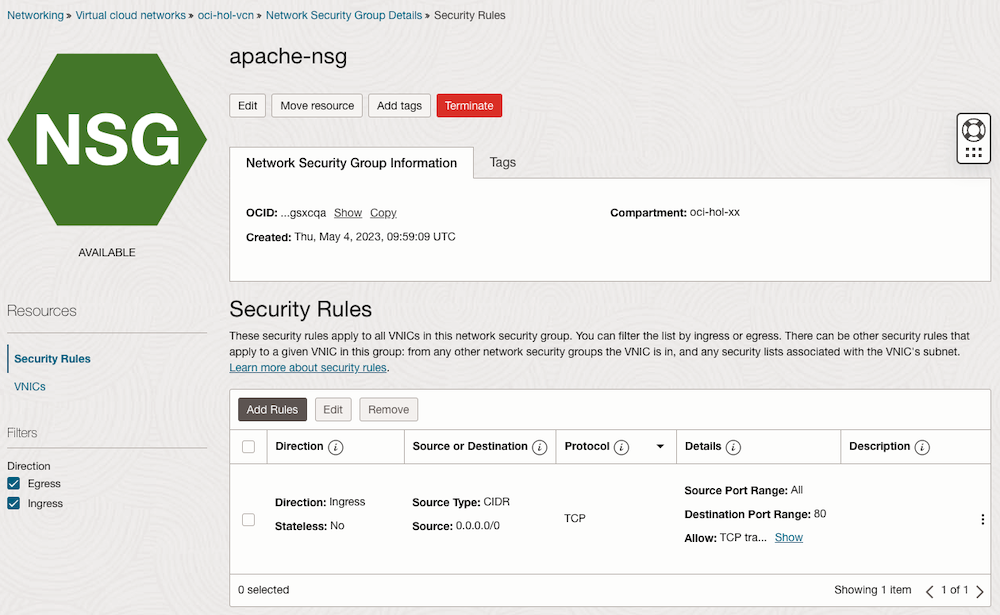 Networking » Virtual cloud networks » oci-hol-vcn » Network Security Group Details » Security Rules
NSG
AVAILABLE
apache-nsg
Edit Move resource Add tags Terminate
Network Security Group Information Tags
OCID: ...gsxcqa Show Copy
Compartment: oci-hol-xx
Created: Thu, May 4, 2023, 09:59:09 UTC
Resources
Security Rules
VNICs
Filters
Direction
Egress
Ingress
Security Rules
These security rules apply to all VNICs in this network security group. You can filter the list by ingress or egress. There can be other security rules that
apply to a given VNIC in this group: from any other network security groups the VNIC is in, and any security lists associated with the VNIC's subnet.
Learn more about security rules.
Add Rules Edit Remove
Direction i Source or Destination i Protocol i Details i Description i
Direction: Ingress
Stateless: No
Source Type: CIDR
Source: 0.0.0.0/0
TCP
Source Port Range: All
Destination Port Range: 80
Allow: TCP tra... Show
0 selected
Showing 1 item < 1 of 1 >